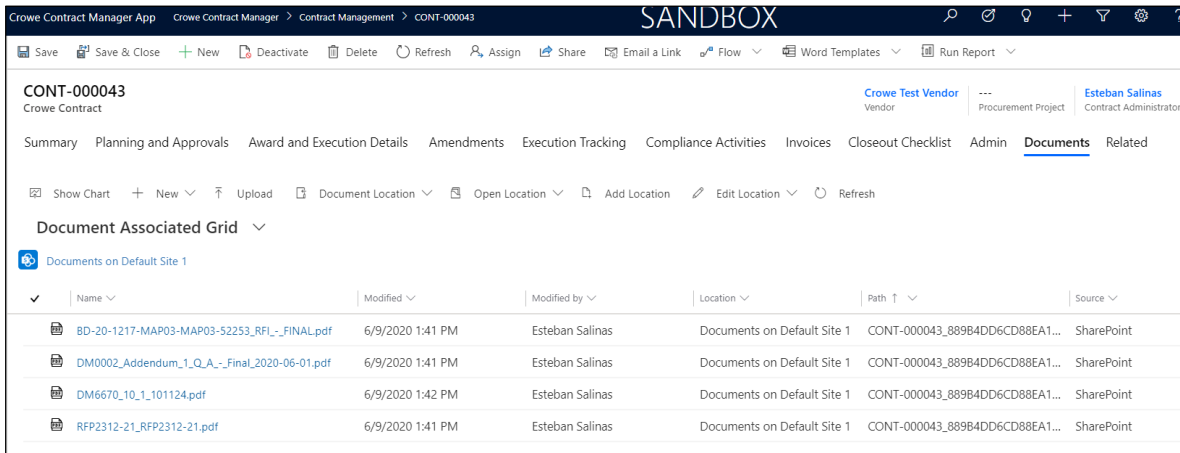 Crowe Contract Manager App Crowe Contract Manager > Contract Management > CONT-000043 SANDBOX
Save Save & Close New Deactivate Delete Refresh Assign Share Email a Link Flow Word Templates Run Report
CONT-000043
Crowe Contract
Crowe Test Vendor --- Esteban Salinas
Vendor Procurement Project Contract Administrator
Summary Planning and Approvals Award and Execution Details Amendments Execution Tracking Compliance Activities Invoices Closeout Checklist Admin Documents Related
Show Chart New Upload Document Location Open Location Add Location Edit Location Refresh
Document Associated Grid
Documents on Default Site 1
Name Modified Modified by Location Path ↑ Source
BD-20-1217-MAP03-MAP03-52253_RFI_-_FINAL.pdf 6/9/2020 1:41 PM Esteban Salinas Documents on Default Site 1 CONT-000043_889B4DD6CD88EA1... SharePoint
DM0002_Addendum_1_Q_A_-_Final_2020-06-01.pdf 6/9/2020 1:41 PM Esteban Salinas Documents on Default Site 1 CONT-000043_889B4DD6CD88EA1... SharePoint
DM6670_10_1_101124.pdf 6/9/2020 1:42 PM Esteban Salinas Documents on Default Site 1 CONT-000043_889B4DD6CD88EA1... SharePoint
RFP2312-21_RFP2312-21.pdf 6/9/2020 1:41 PM Esteban Salinas Documents on Default Site 1 CONT-000043_889B4DD6CD88EA1... SharePoint